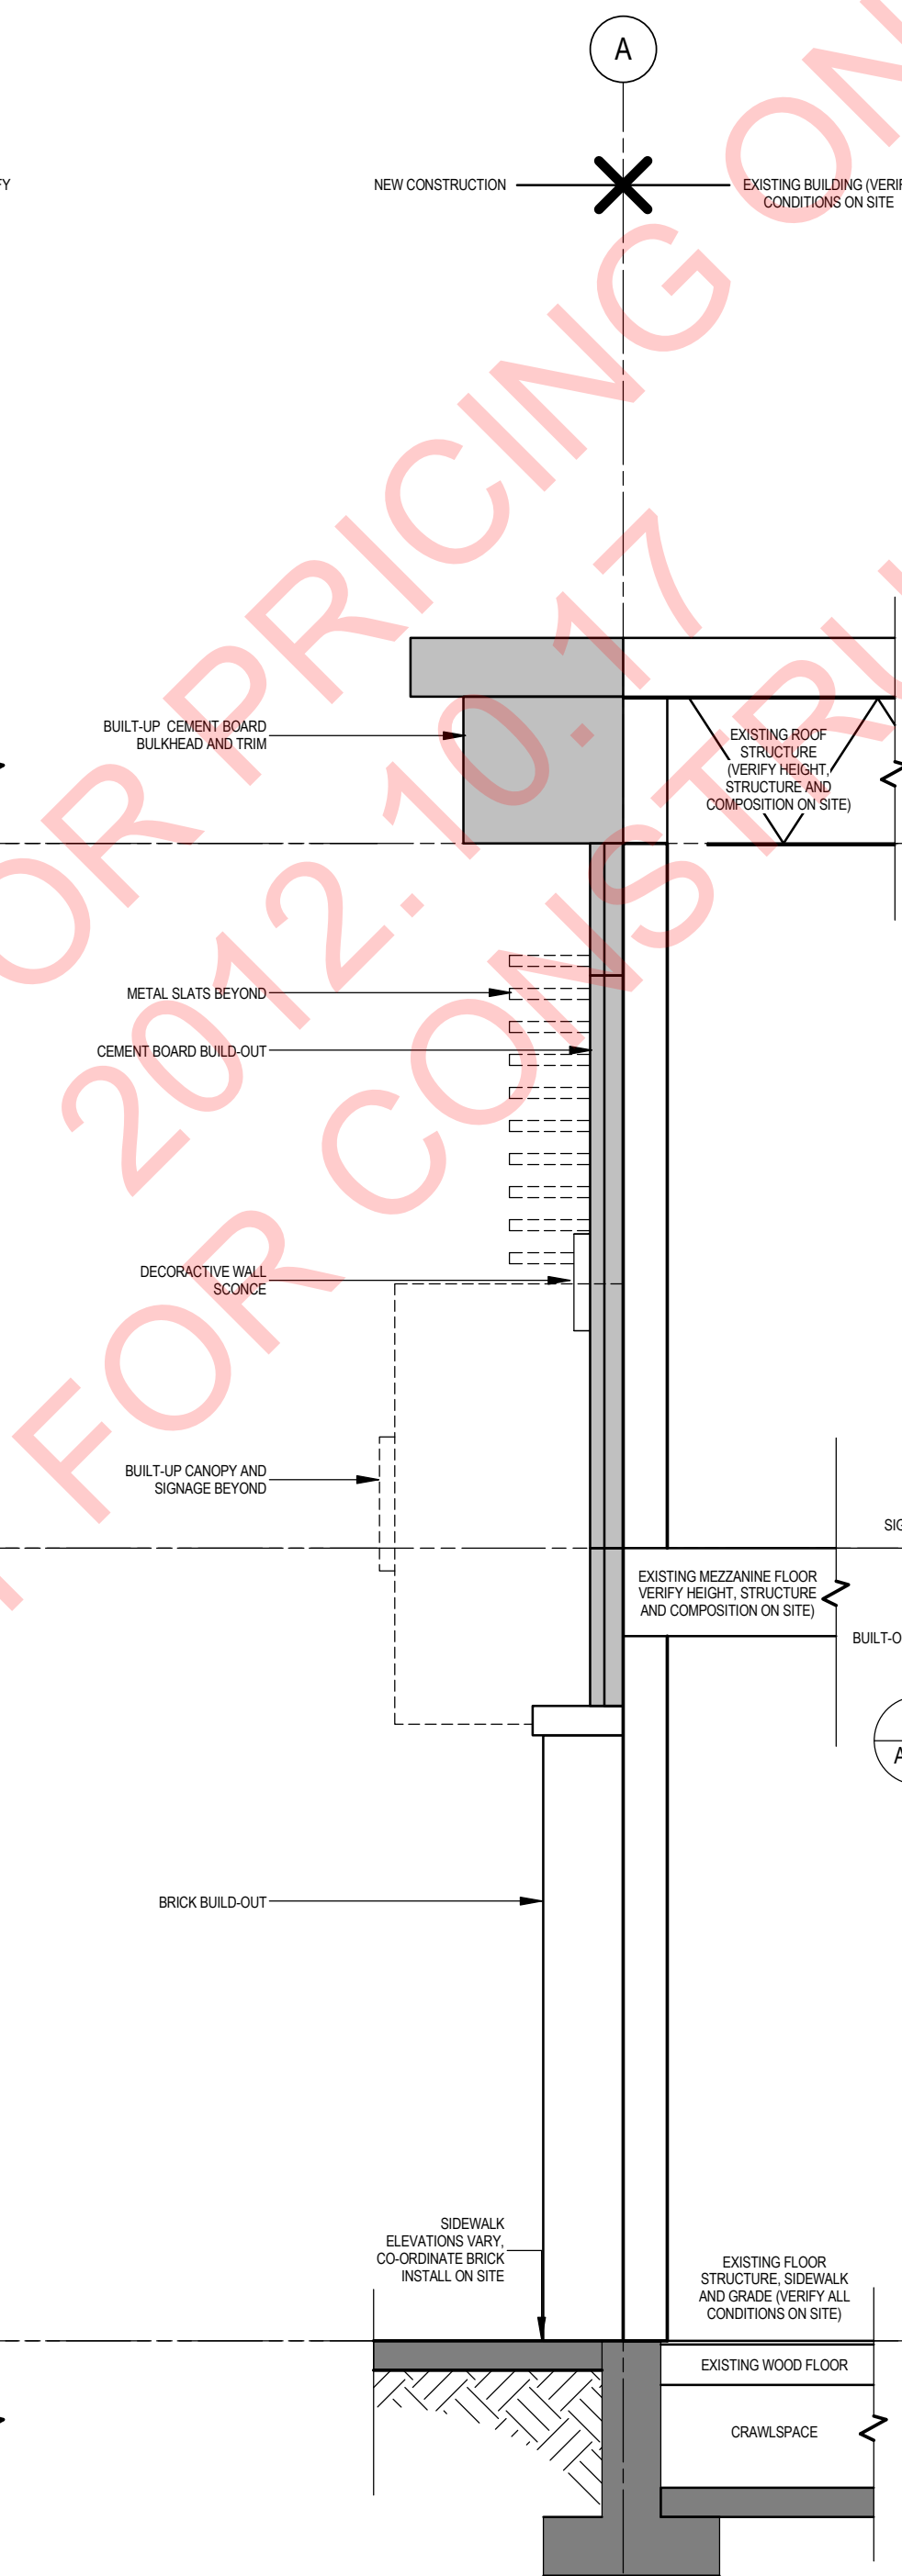 A
FY
NEW CONSTRUCTION
EXISTING BUILDING (VERIF
CONDITIONS ON SITE
BUILT-UP CEMENT BOARD
BULKHEAD AND TRIM
EXISTING ROOF
STRUCTURE
(VERIFY HEIGHT,
STRUCTURE AND
COMPOSITION ON SITE)
METAL SLATS BEYOND
CEMENT BOARD BUILD-OUT
DECORACTIVE WALL
SCONCE
BUILT-UP CANOPY AND
SIGNAGE BEYOND
SIG
EXISTING MEZZANINE FLOOR
VERIFY HEIGHT, STRUCTURE
AND COMPOSITION ON SITE)
BUILT-O
A
BRICK BUILD-OUT
SIDEWALK
ELEVATIONS VARY,
CO-ORDINATE BRICK
INSTALL ON SITE
EXISTING FLOOR
STRUCTURE, SIDEWALK
AND GRADE (VERIFY ALL
CONDITIONS ON SITE)
EXISTING WOOD FLOOR
CRAWLSPACE
OR PRICING ON
2012.10.17
FOR CONSTRU